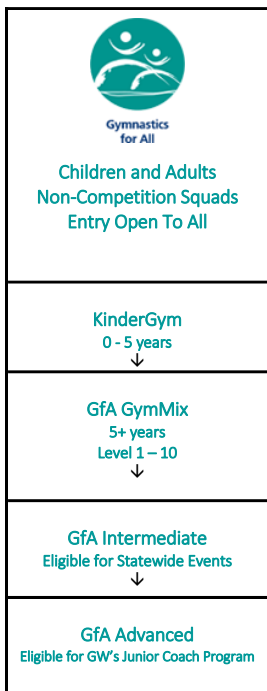 Gymnastics
for All
Children and Adults
Non-Competition Squads
Entry Open To All
KinderGym
0 - 5 years
↓
GfA GymMix
5+ years
Level 1 – 10
↓
GfA Intermediate
Eligible for Statewide Events
↓
GfA Advanced
Eligible for GW's Junior Coach Program